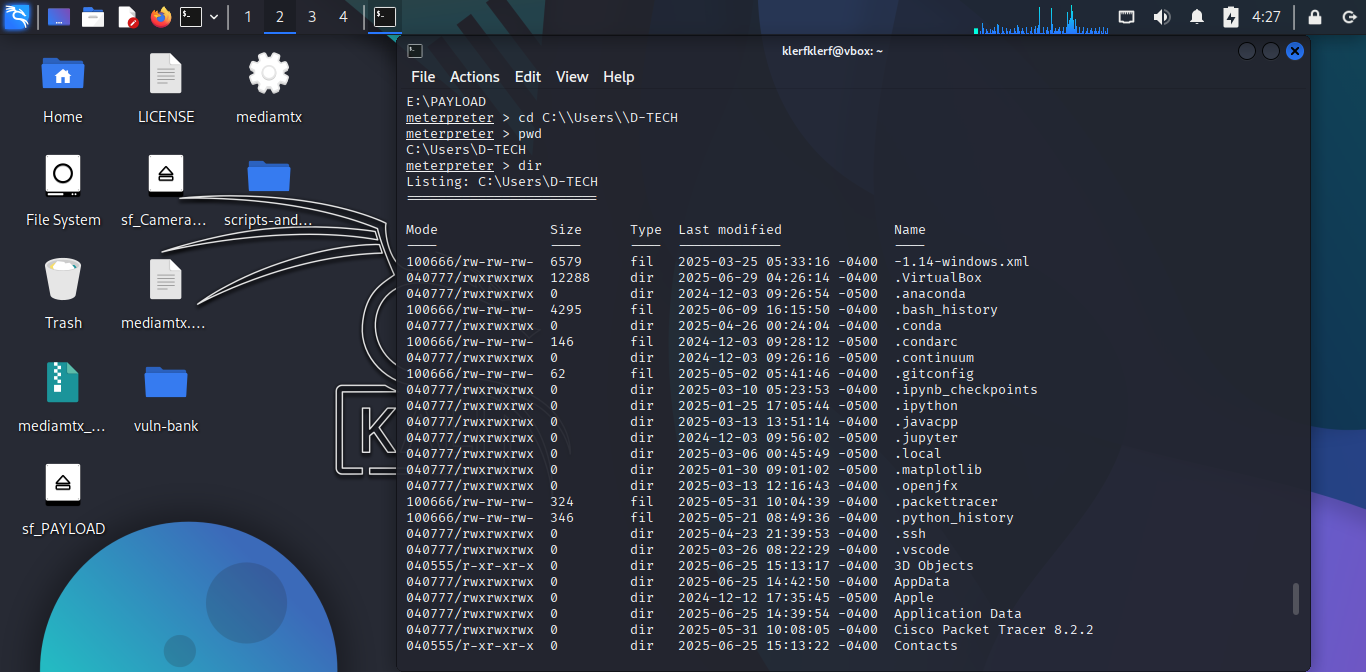 1 2 3 4 4:27
klerfklerf@vbox: ~
File Actions Edit View Help
Home
LICENSE
mediamtx
File System
sf_Camera...
scripts-and...
Trash
mediamtx....
mediamtx_...
vuln-bank
sf_PAYLOAD
K
E:\PAYLOAD
meterpreter > cd C:\\Users\\D-TECH
meterpreter > pwd
C:\Users\D-TECH
meterpreter > dir
Listing: C:\Users\D-TECH
Mode Size Type Last modified Name
100666/rw-rw-rw- 6579 fil 2025-03-25 05:33:16 -0400 -1.14-windows.xml
040777/rwxrwxrwx 12288 dir 2025-06-29 04:26:14 -0400 .VirtualBox
040777/rwxrwxrwx 0 dir 2024-12-03 09:26:54 -0500 .anaconda
100666/rw-rw-rw- 4295 fil 2025-06-09 16:15:50 -0400 .bash_history
040777/rwxrwxrwx 0 dir 2025-04-26 00:24:04 -0400 .conda
100666/rw-rw-rw- 146 fil 2024-12-03 09:28:12 -0500 .condarc
040777/rwxrwxrwx 0 dir 2024-12-03 09:26:16 -0500 .continuum
100666/rw-rw-rw- 62 fil 2025-05-02 05:41:46 -0400 .gitconfig
040777/rwxrwxrwx 0 dir 2025-03-10 05:23:53 -0400 .ipynb_checkpoints
040777/rwxrwxrwx 0 dir 2025-01-25 17:05:44 -0500 .ipython
040777/rwxrwxrwx 0 dir 2025-03-13 13:51:14 -0400 .javacpp
040777/rwxrwxrwx 0 dir 2024-12-03 09:56:02 -0500 .jupyter
040777/rwxrwxrwx 0 dir 2025-03-06 00:45:49 -0500 .local
040777/rwxrwxrwx 0 dir 2025-01-30 09:01:02 -0500 .matplotlib
040777/rwxrwxrwx 0 dir 2025-03-13 12:16:43 -0400 .openjfx
100666/rw-rw-rw- 324 fil 2025-05-31 10:04:39 -0400 .packettracer
100666/rw-rw-rw- 346 fil 2025-05-21 08:49:36 -0400 .python_history
040777/rwxrwxrwx 0 dir 2025-04-23 21:39:53 -0400 .ssh
040777/rwxrwxrwx 0 dir 2025-03-26 08:22:29 -0400 .vscode
040555/r-xr-xr-x 0 dir 2025-06-25 15:13:17 -0400 3D Objects
040777/rwxrwxrwx 0 dir 2025-06-25 14:42:50 -0400 AppData
040777/rwxrwxrwx 0 dir 2024-12-12 17:35:45 -0500 Apple
040777/rwxrwxrwx 0 dir 2025-06-25 14:39:54 -0400 Application Data
040777/rwxrwxrwx 0 dir 2025-05-31 10:08:05 -0400 Cisco Packet Tracer 8.2.2
040555/r-xr-xr-x 0 dir 2025-06-25 15:13:22 -0400 Contacts